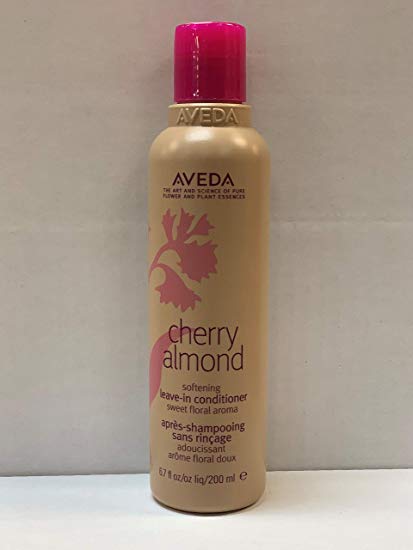 AVEDA
AVEDA
THE ART AND SCIENCE OF PURE
FLOWER AND PLANT ESSENCES
cherry
almond
softening
leave-in conditioner
sweet floral aroma
après-shampooing
sans rinçage
adoucissant
arôme floral doux
6.7 fl oz/oz liq/200 ml ℮